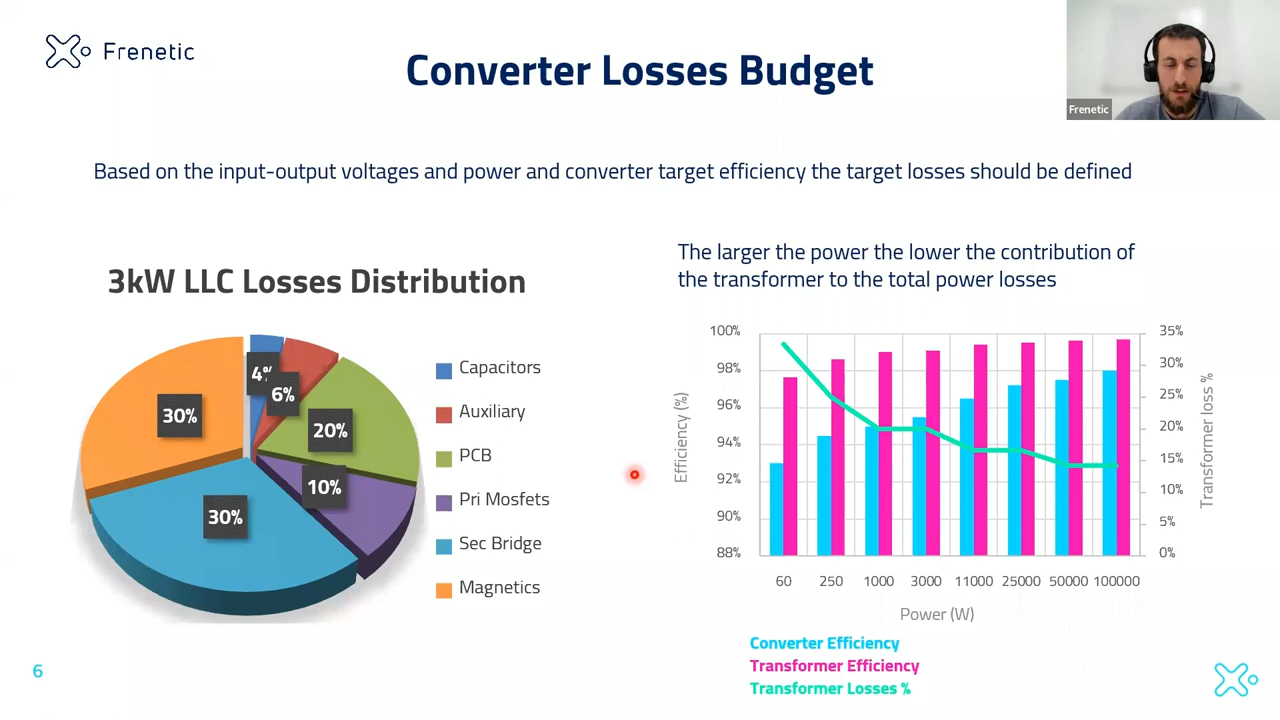 Frenetic
Converter Losses Budget
Frenetic
Based on the input-output voltages and power and converter target efficiency the target losses should be defined
3kW LLC Losses Distribution
4%
6%
20%
10%
30%
30%
Capacitors
Auxiliary
PCB
Pri Mosfets
Sec Bridge
Magnetics
The larger the power the lower the contribution of
the transformer to the total power losses
Efficiency (%)
100%
98%
96%
94%
92%
90%
88%
35%
30%
25%
20%
15%
10%
5%
0%
Transformer loss %
60 250 1000 3000 11000 25000 50000 100000
Power (W)
Converter Efficiency
Transformer Efficiency
Transformer Losses %
6